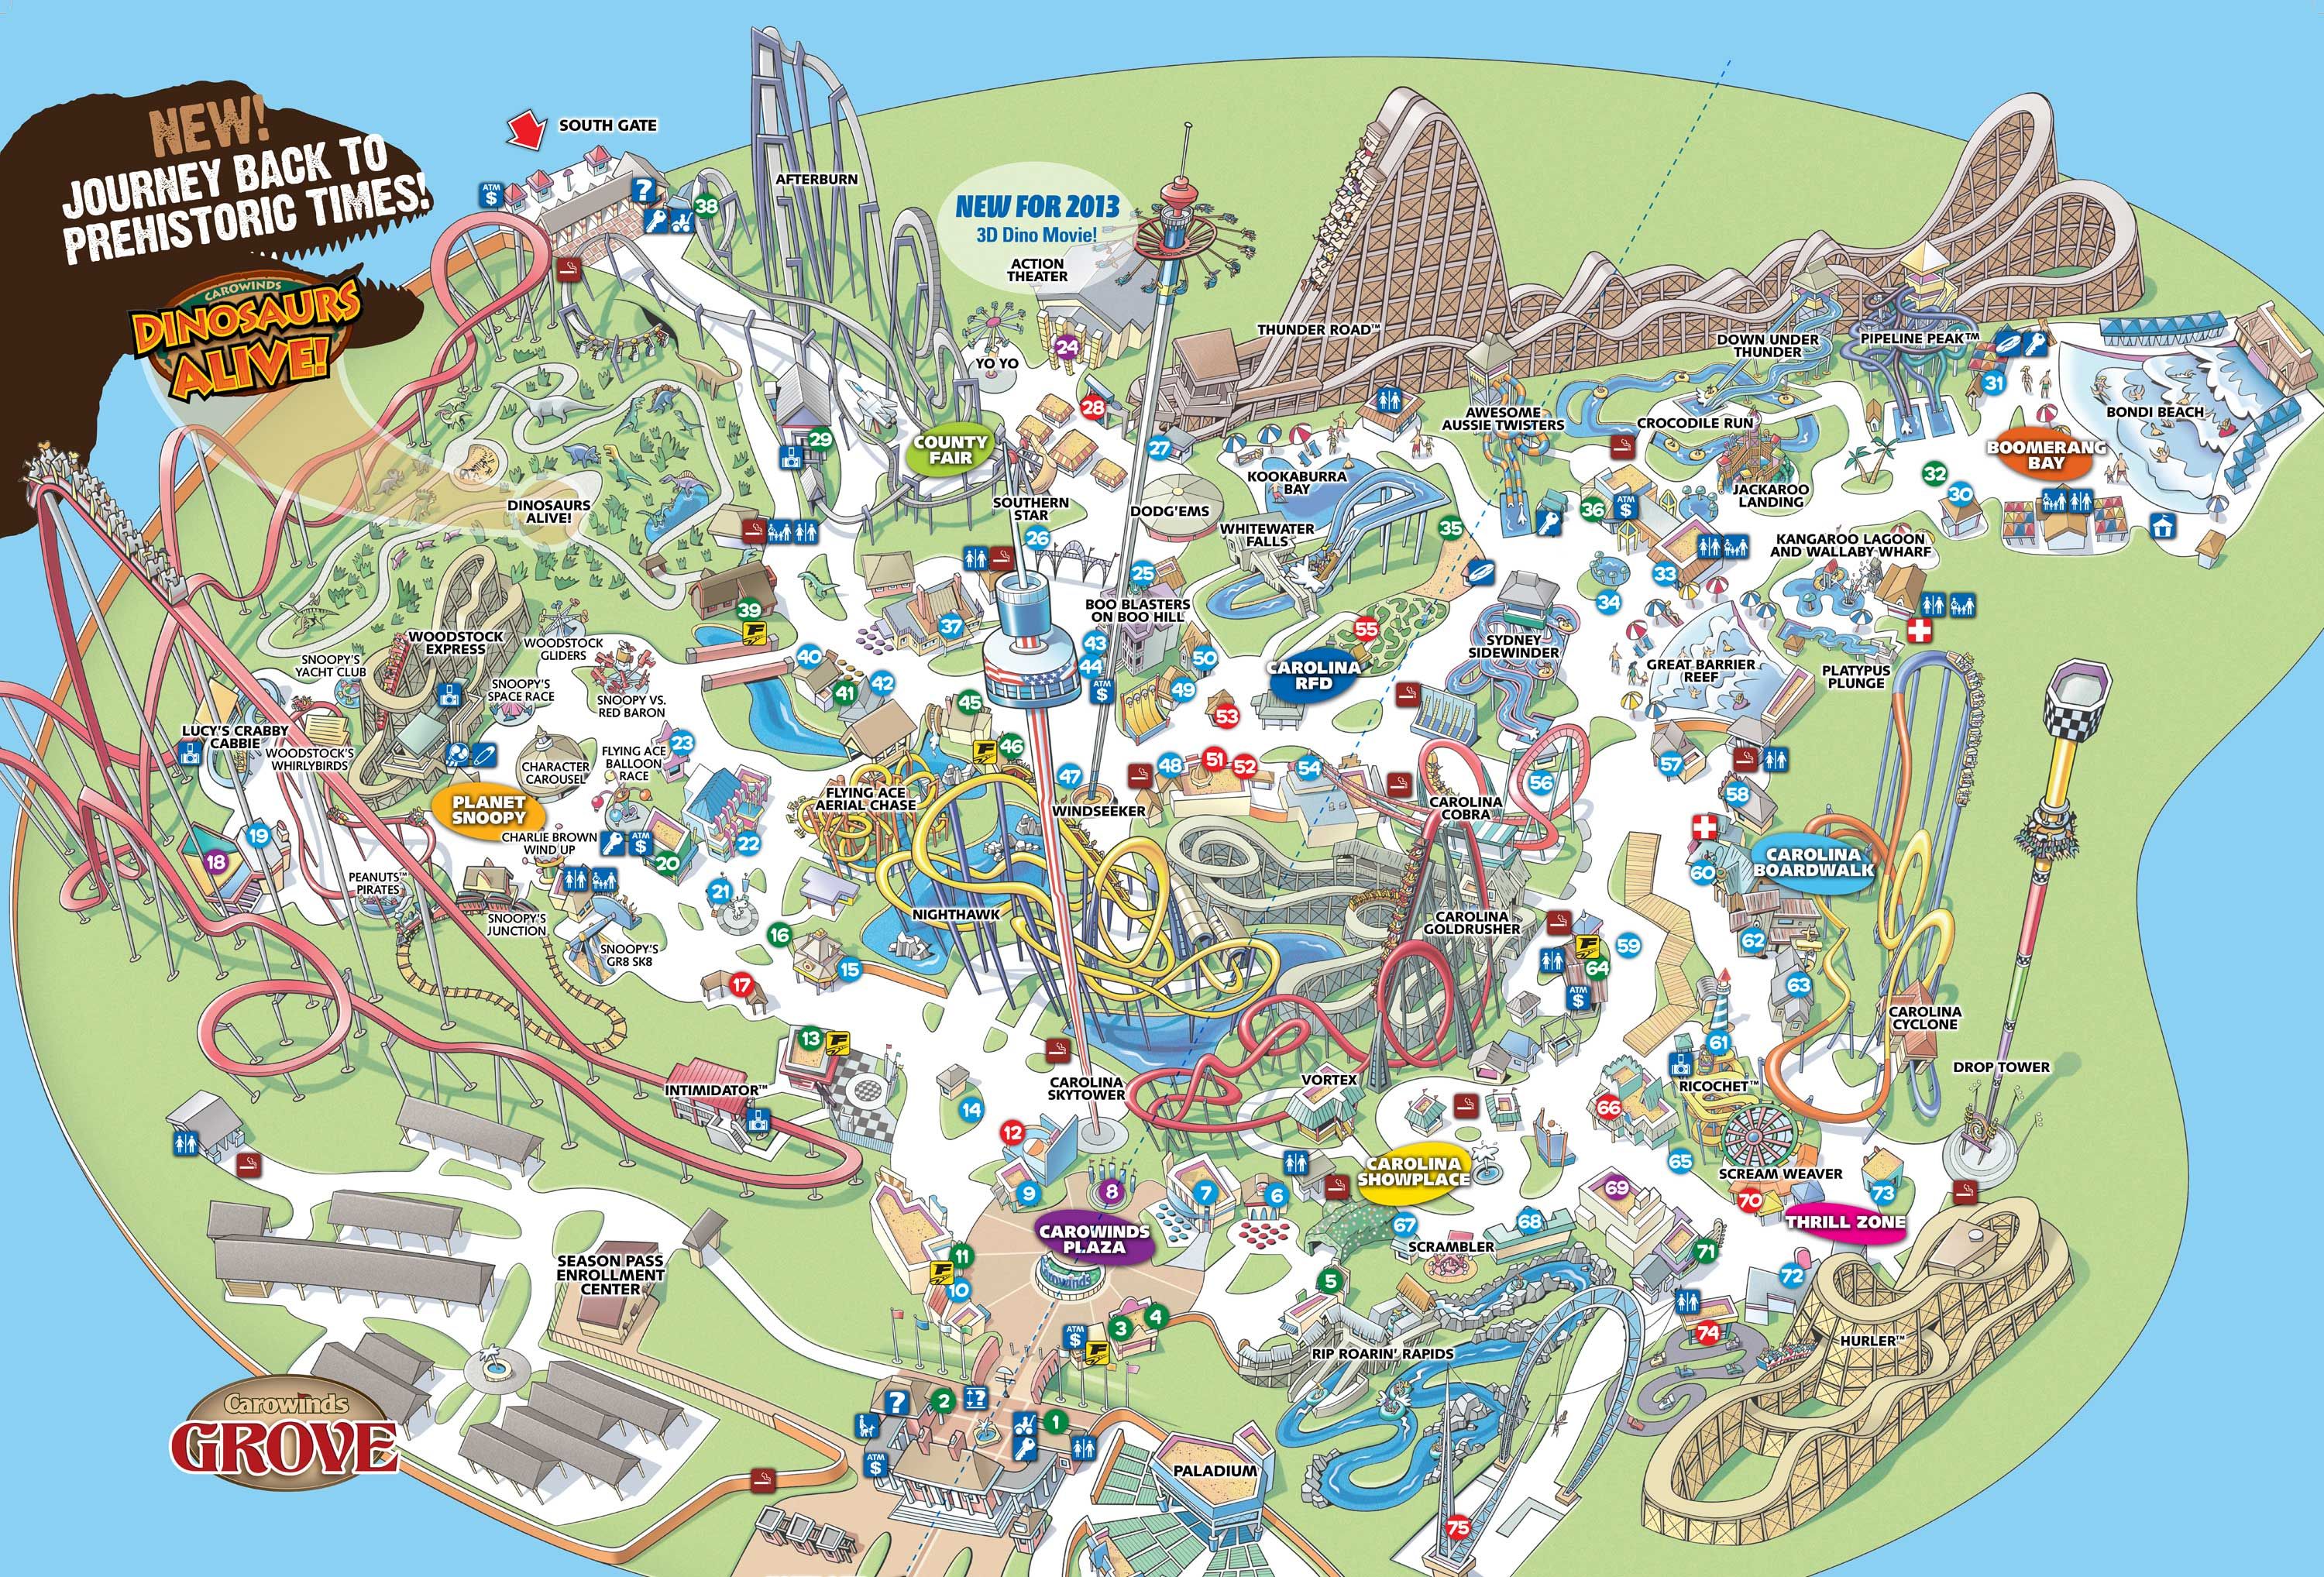 NEW!
JOURNEY BACK TO
PREHISTORIC TIMES!
CAROWINDS
DINOSAURS
ALIVE!
SOUTH GATE
ATM
$
?
38
AFTERBURN
NEW FOR 2013
3D Dino Movie!
ACTION
THEATER
24
YO YO
28
27
29
COUNTY
FAIR
THUNDER ROAD™
DOWN UNDER
THUNDER
PIPELINE PEAK™
31
BONDI BEACH
AWESOME
AUSSIE TWISTERS
CROCODILE RUN
BOOMERANG
BAY
32
30
JACKAROO
LANDING
KOOKABURRA
BAY
DINOSAURS
ALIVE!
SOUTHERN
STAR
26
DODG'EMS
WHITEWATER
FALLS
35
36
ATM
$
KANGAROO LAGOON
AND WALLABY WHARF
33
34
25
BOO BLASTERS
ON BOO HILL
39
F
37
43
44
ATM
$
50
49
55
CAROLINA
RFD
53
SYDNEY
SIDEWINDER
GREAT BARRIER
REEF
PLATYPUS
PLUNGE
WOODSTOCK
EXPRESS
WOODSTOCK
GLIDERS
SNOOPY'S
YACHT CLUB
SNOOPY'S
SPACE RACE
SNOOPY VS.
RED BARON
40
41
42
45
F
46
LUCY'S CRABBY
CABBIE
WOODSTOCK'S
WHIRLYBIRDS
CHARACTER
CAROUSEL
FLYING ACE
BALLOON
RACE
23
47
48
51
52
54
56
57
58
WINDSEEKER
FLYING ACE
AERIAL CHASE
CAROLINA
COBRA
PLANET
SNOOPY
CHARLIE BROWN
WIND UP
ATM
$
20
22
18
19
CAROLINA
BOARDWALK
60
PEANUTS™
PIRATES
SNOOPY'S
JUNCTION
21
SNOOPY'S
GR8 SK8
NIGHTHAWK
CAROLINA
GOLDRUSHER
16
15
17
F
64
59
ATM
$
62
63
61
CAROLINA
CYCLONE
13
F
INTIMIDATOR™
14
CAROLINA
SKYTOWER
VORTEX
RICOCHET™
DROP TOWER
12
66
65
SCREAM WEAVER
9
8
7
6
CAROLINA
SHOWPLACE
69
70
73
THRILL ZONE
CAROWINDS
PLAZA
67
68
SCRAMBLER
71
11
F
10
Carowinds
5
72
74
SEASON PASS
ENROLLMENT
CENTER
4
3
ATM
$
F
RIP ROARIN' RAPIDS
HURLER™
Carowinds
GROVE
?
2
?
1
ATM
$
PALADIUM
75